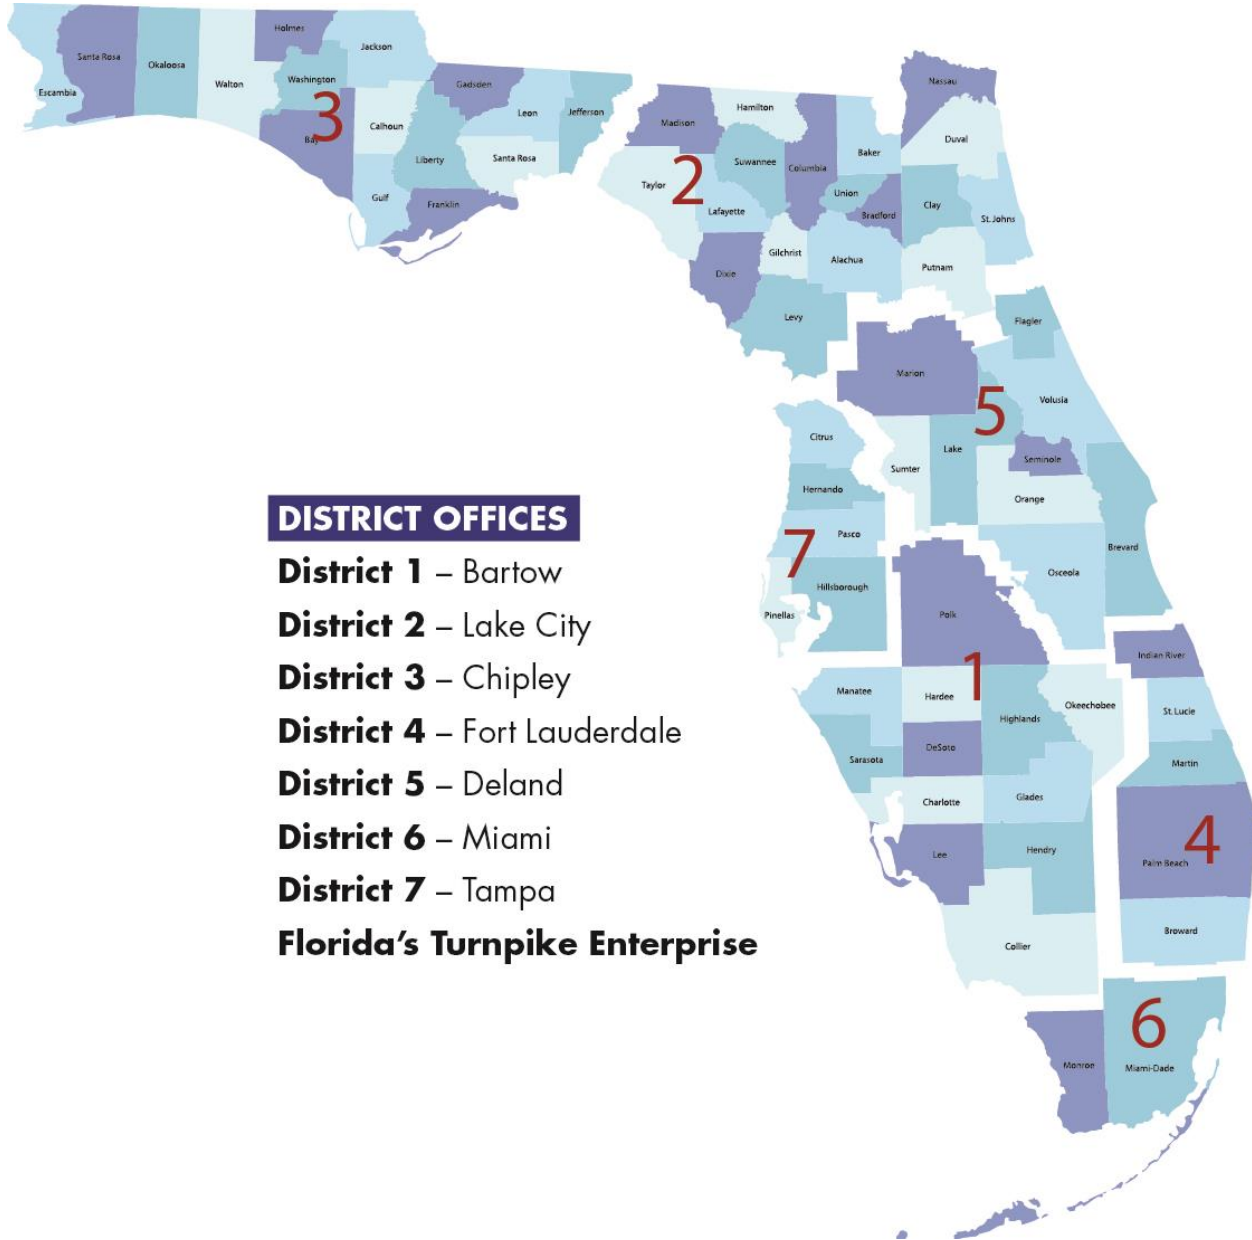 Holmes
Jackson
Santa Rosa
Okaloosa
Walton
Washington
Escambia
Gadsden
Leon
Jefferson
Calhoun
Bay
3
Liberty
Santa Rosa
Gulf
Franklin
Nassau
Madison
Hamilton
Duval
Suwannee
Columbia
Baker
Taylor
2
Union
Lafayette
Bradford
Clay
St. Johns
Gilchrist
Alachua
Putnam
Dixie
Levy
Flagler
Marion
Volusia
5
Citrus
Lake
Seminole
Sumter
Hernando
Orange
Pasco
7
Brevard
Osceola
Hillsborough
Pinellas
Polk
1
Indian River
Manatee
Hardee
Highlands
Okeechobee
St. Lucie
DeSoto
Sarasota
Martin
Charlotte
Glades
Lee
Hendry
Palm Beach
4
Collier
Broward
6
Monroe
Miami-Dade
DISTRICT OFFICES
District 1 – Bartow
District 2 – Lake City
District 3 – Chipley
District 4 – Fort Lauderdale
District 5 – Deland
District 6 – Miami
District 7 – Tampa
Florida's Turnpike Enterprise